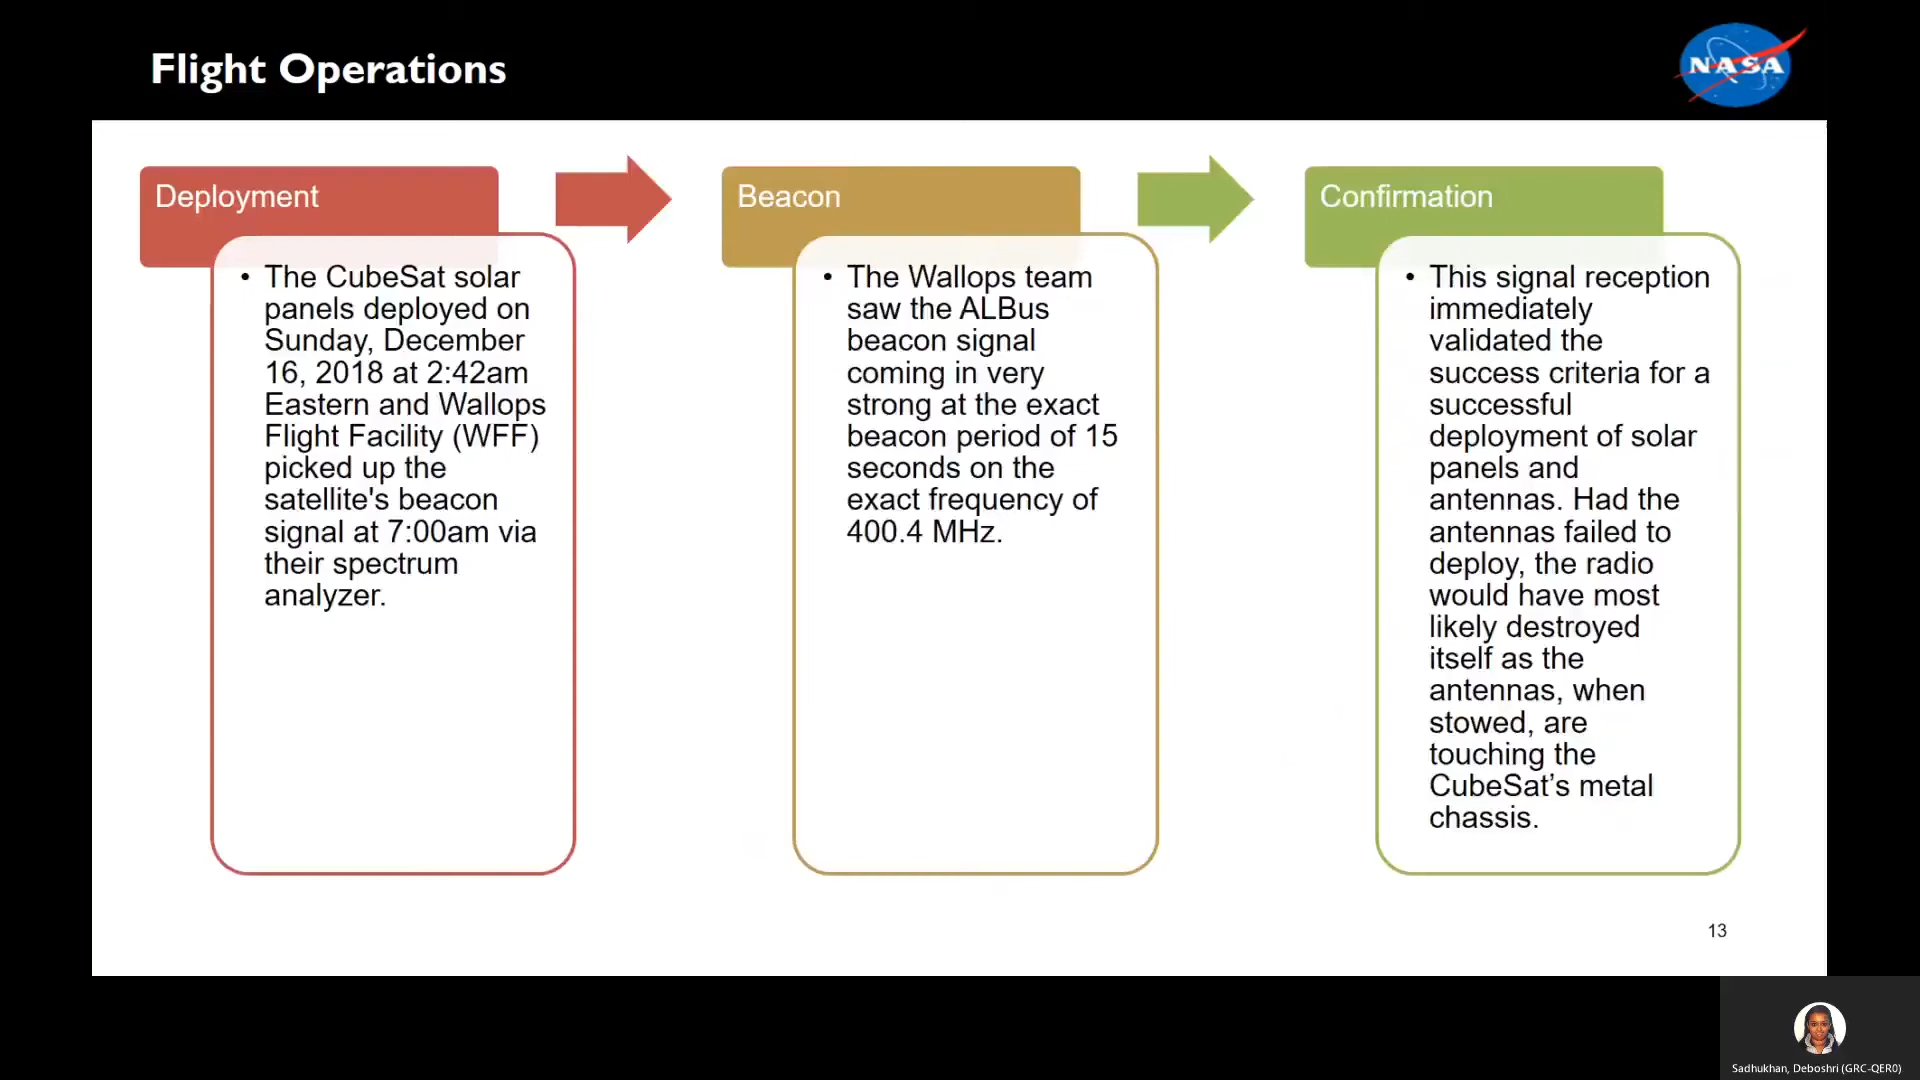 Flight Operations
NASA
Deployment
• The CubeSat solar
panels deployed on
Sunday, December
16, 2018 at 2:42am
Eastern and Wallops
Flight Facility (WFF)
picked up the
satellite's beacon
signal at 7:00am via
their spectrum
analyzer.
Beacon
• The Wallops team
saw the ALBus
beacon signal
coming in very
strong at the exact
beacon period of 15
seconds on the
exact frequency of
400.4 MHz.
Confirmation
• This signal reception
immediately
validated the
success criteria for a
successful
deployment of solar
panels and
antennas. Had the
antennas failed to
deploy, the radio
would have most
likely destroyed
itself as the
antennas, when
stowed, are
touching the
CubeSat’s metal
chassis.
13
Sadhukhan, Deboshri (GRC-QER0)